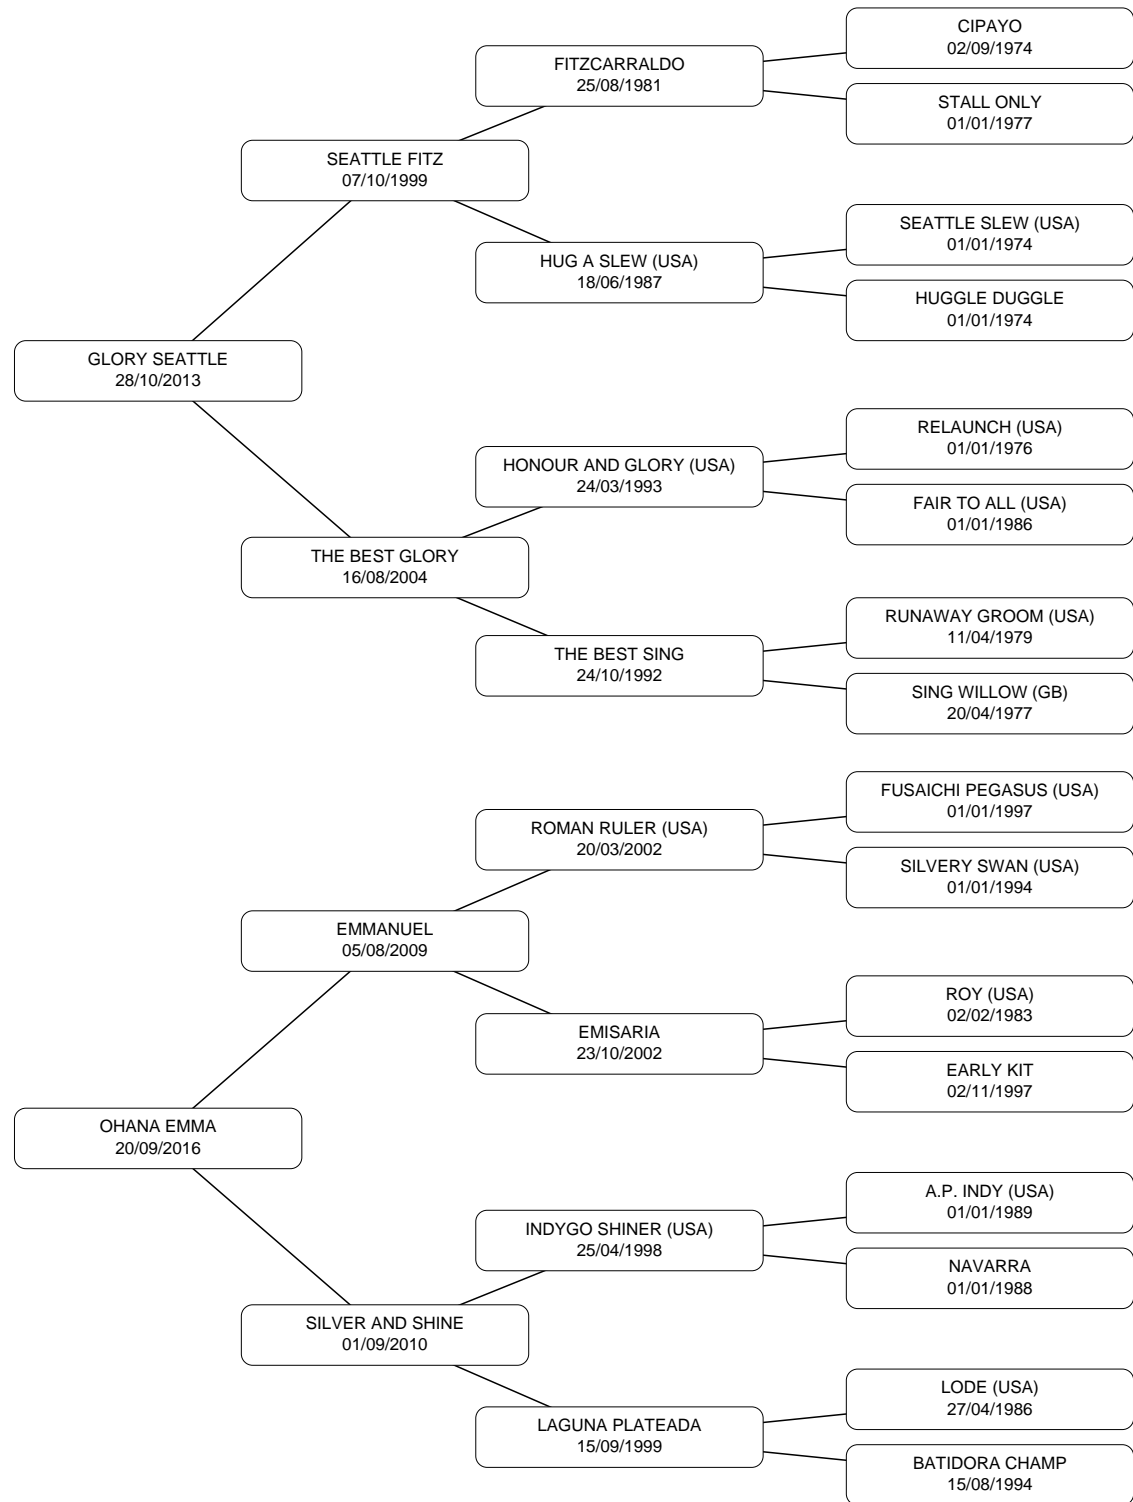 CIPAYO
02/09/1974
FITZCARRALDO
25/08/1981
STALL ONLY
01/01/1977
SEATTLE FITZ
07/10/1999
SEATTLE SLEW (USA)
01/01/1974
HUG A SLEW (USA)
18/06/1987
HUGGLE DUGGLE
01/01/1974
GLORY SEATTLE
28/10/2013
RELAUNCH (USA)
01/01/1976
HONOUR AND GLORY (USA)
24/03/1993
FAIR TO ALL (USA)
01/01/1986
THE BEST GLORY
16/08/2004
RUNAWAY GROOM (USA)
11/04/1979
THE BEST SING
24/10/1992
SING WILLOW (GB)
20/04/1977
FUSAICHI PEGASUS (USA)
01/01/1997
ROMAN RULER (USA)
20/03/2002
SILVERY SWAN (USA)
01/01/1994
EMMANUEL
05/08/2009
ROY (USA)
02/02/1983
EMISARIA
23/10/2002
EARLY KIT
02/11/1997
OHANA EMMA
20/09/2016
A.P. INDY (USA)
01/01/1989
INDYGO SHINER (USA)
25/04/1998
NAVARRA
01/01/1988
SILVER AND SHINE
01/09/2010
LODE (USA)
27/04/1986
LAGUNA PLATEADA
15/09/1999
BATIDORA CHAMP
15/08/1994